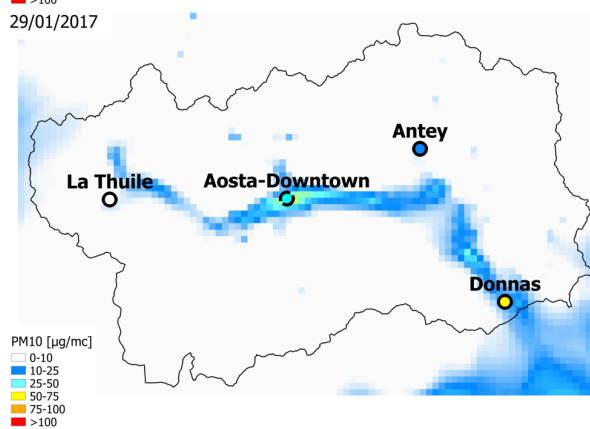 >100
29/01/2017
Antey
La Thuile
Aosta-Downtown
Donnas
PM10 [µg/mc]
0-10
10-25
25-50
50-75
75-100
>100